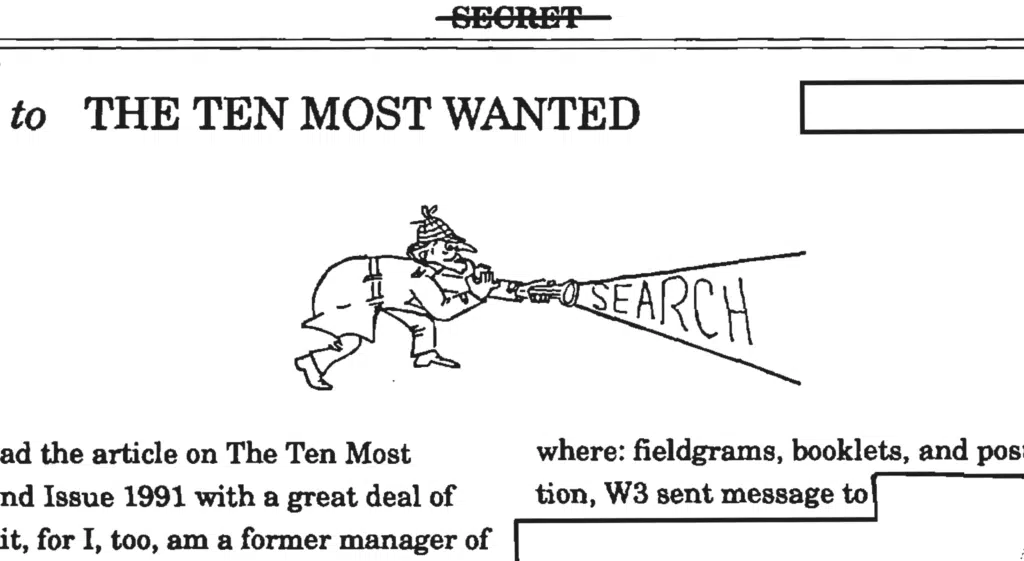 SECRET
to THE TEN MOST WANTED
SEARCH
ad the article on The Ten Most
nd Issue 1991 with a great deal of
it, for I, too, am a former manager of
where: fieldgrams, booklets, and pos
tion, W3 sent message to